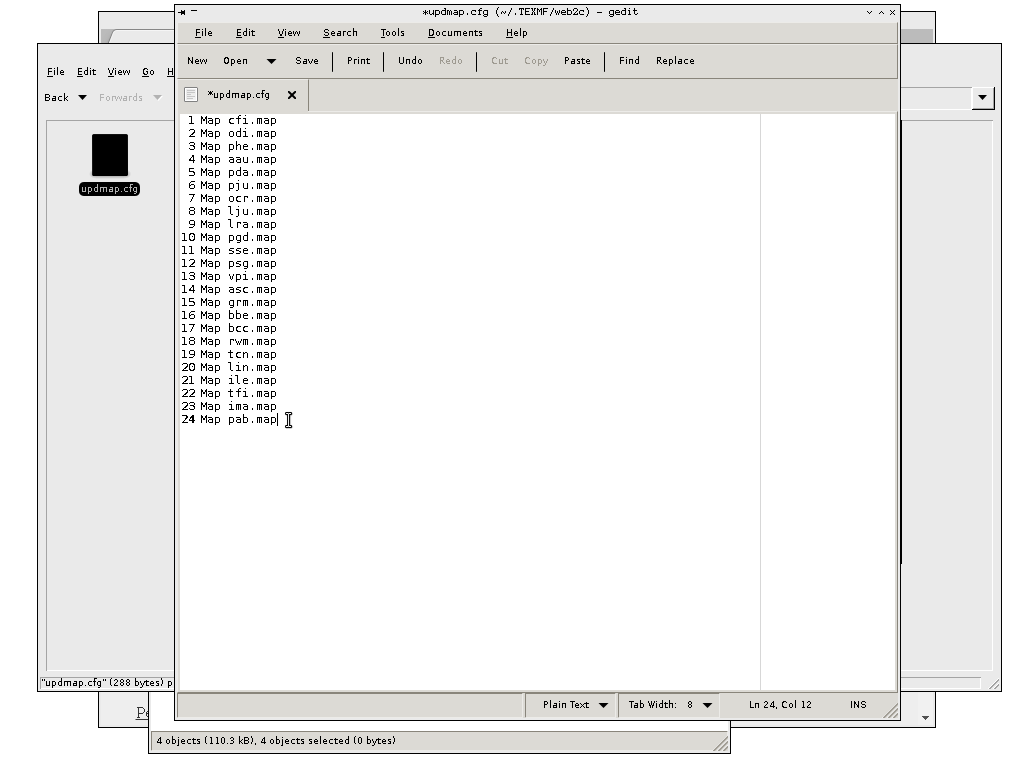 *updmap.cfg (~/.TEXMF/web2c) - gedit
File Edit View Search Tools Documents Help
New Open Save Print Undo Redo Cut Copy Paste Find Replace
*updmap.cfg
1 Map cfi.map
2 Map odi.map
3 Map phe.map
4 Map aau.map
5 Map pda.map
6 Map pju.map
7 Map ocr.map
8 Map lju.map
9 Map lra.map
10 Map pgd.map
11 Map sse.map
12 Map psg.map
13 Map vpi.map
14 Map asc.map
15 Map grm.map
16 Map bbe.map
17 Map bcc.map
18 Map rwm.map
19 Map tcn.map
20 Map lin.map
21 Map ile.map
22 Map tfi.map
23 Map ima.map
24 Map pab.map
Plain Text Tab Width: 8 Ln 24, Col 12 INS
File Edit View Go H
Back Forwards
updmap.cfg
"updmap.cfg" (288 bytes) p
Pe
4 objects (110.3 kB), 4 objects selected (0 bytes)